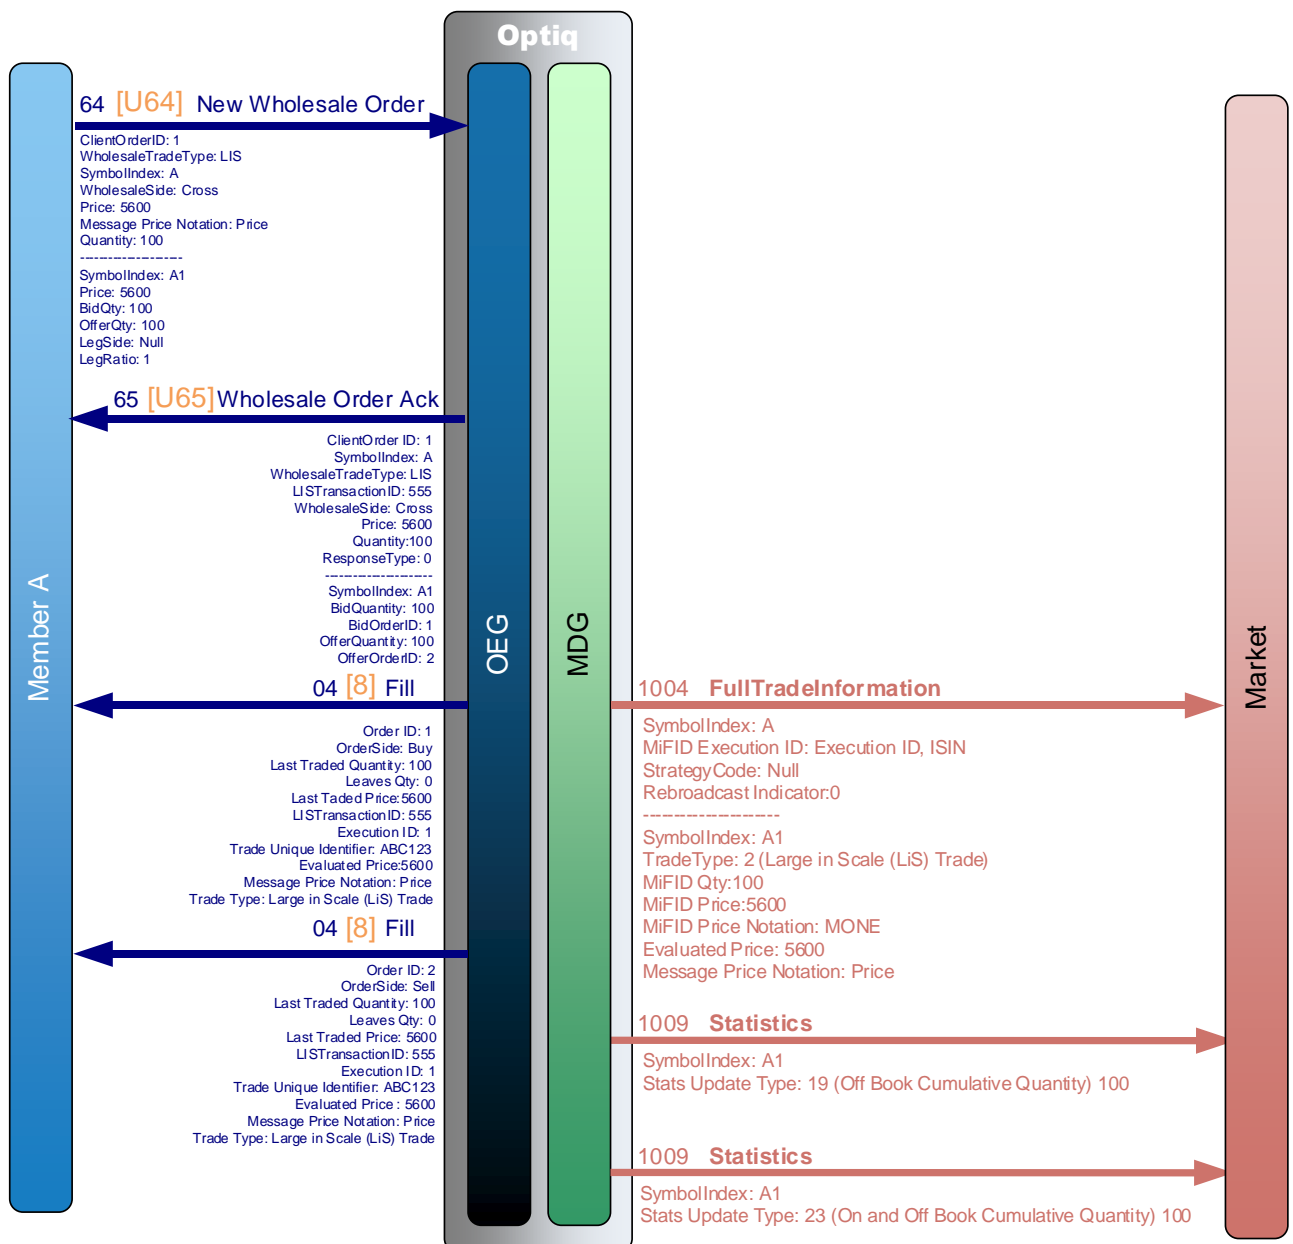 Optiq
64 [U64] New Wholesale Order
ClientOrderID: 1
WholesaleTradeType: LIS
SymbolIndex: A
WholesaleSide: Cross
Price: 5600
Message Price Notation: Price
Quantity: 100
-----------------------
SymbolIndex: A1
Price: 5600
BidQty: 100
OfferQty: 100
LegSide: Null
LegRatio: 1
65 [U65] Wholesale Order Ack
ClientOrder ID: 1
SymbolIndex: A
WholesaleTradeType: LIS
LISTransactionID: 555
WholesaleSide: Cross
Price: 5600
Quantity:100
ResponseType: 0
------------------------
SymbolIndex: A1
BidQuantity: 100
BidOrderID: 1
OfferQuantity: 100
OfferOrderID: 2
04 [8] Fill
Order ID: 1
OrderSide: Buy
Last Traded Quantity: 100
Leaves Qty: 0
Last Taded Price:5600
LISTransactionID: 555
Execution ID: 1
Trade Unique Identifier: ABC123
Evaluated Price:5600
Message Price Notation: Price
Trade Type: Large in Scale (LiS) Trade
04 [8] Fill
Order ID: 2
OrderSide: Sell
Last Traded Quantity: 100
Leaves Qty: 0
Last Traded Price: 5600
LISTransactionID: 555
Execution ID: 1
Trade Unique Identifier: ABC123
Evaluated Price : 5600
Message Price Notation: Price
Trade Type: Large in Scale (LiS) Trade
Member A
OEG
MDG
1004 FullTradeInformation
SymbolIndex: A
MiFID Execution ID: Execution ID, ISIN
StrategyCode: Null
Rebroadcast Indicator:0
----------------------
SymbolIndex: A1
TradeType: 2 (Large in Scale (LiS) Trade)
MiFID Qty:100
MiFID Price:5600
MiFID Price Notation: MONE
Evaluated Price: 5600
Message Price Notation: Price
1009 Statistics
SymbolIndex: A1
Stats Update Type: 19 (Off Book Cumulative Quantity) 100
1009 Statistics
SymbolIndex: A1
Stats Update Type: 23 (On and Off Book Cumulative Quantity) 100
Market